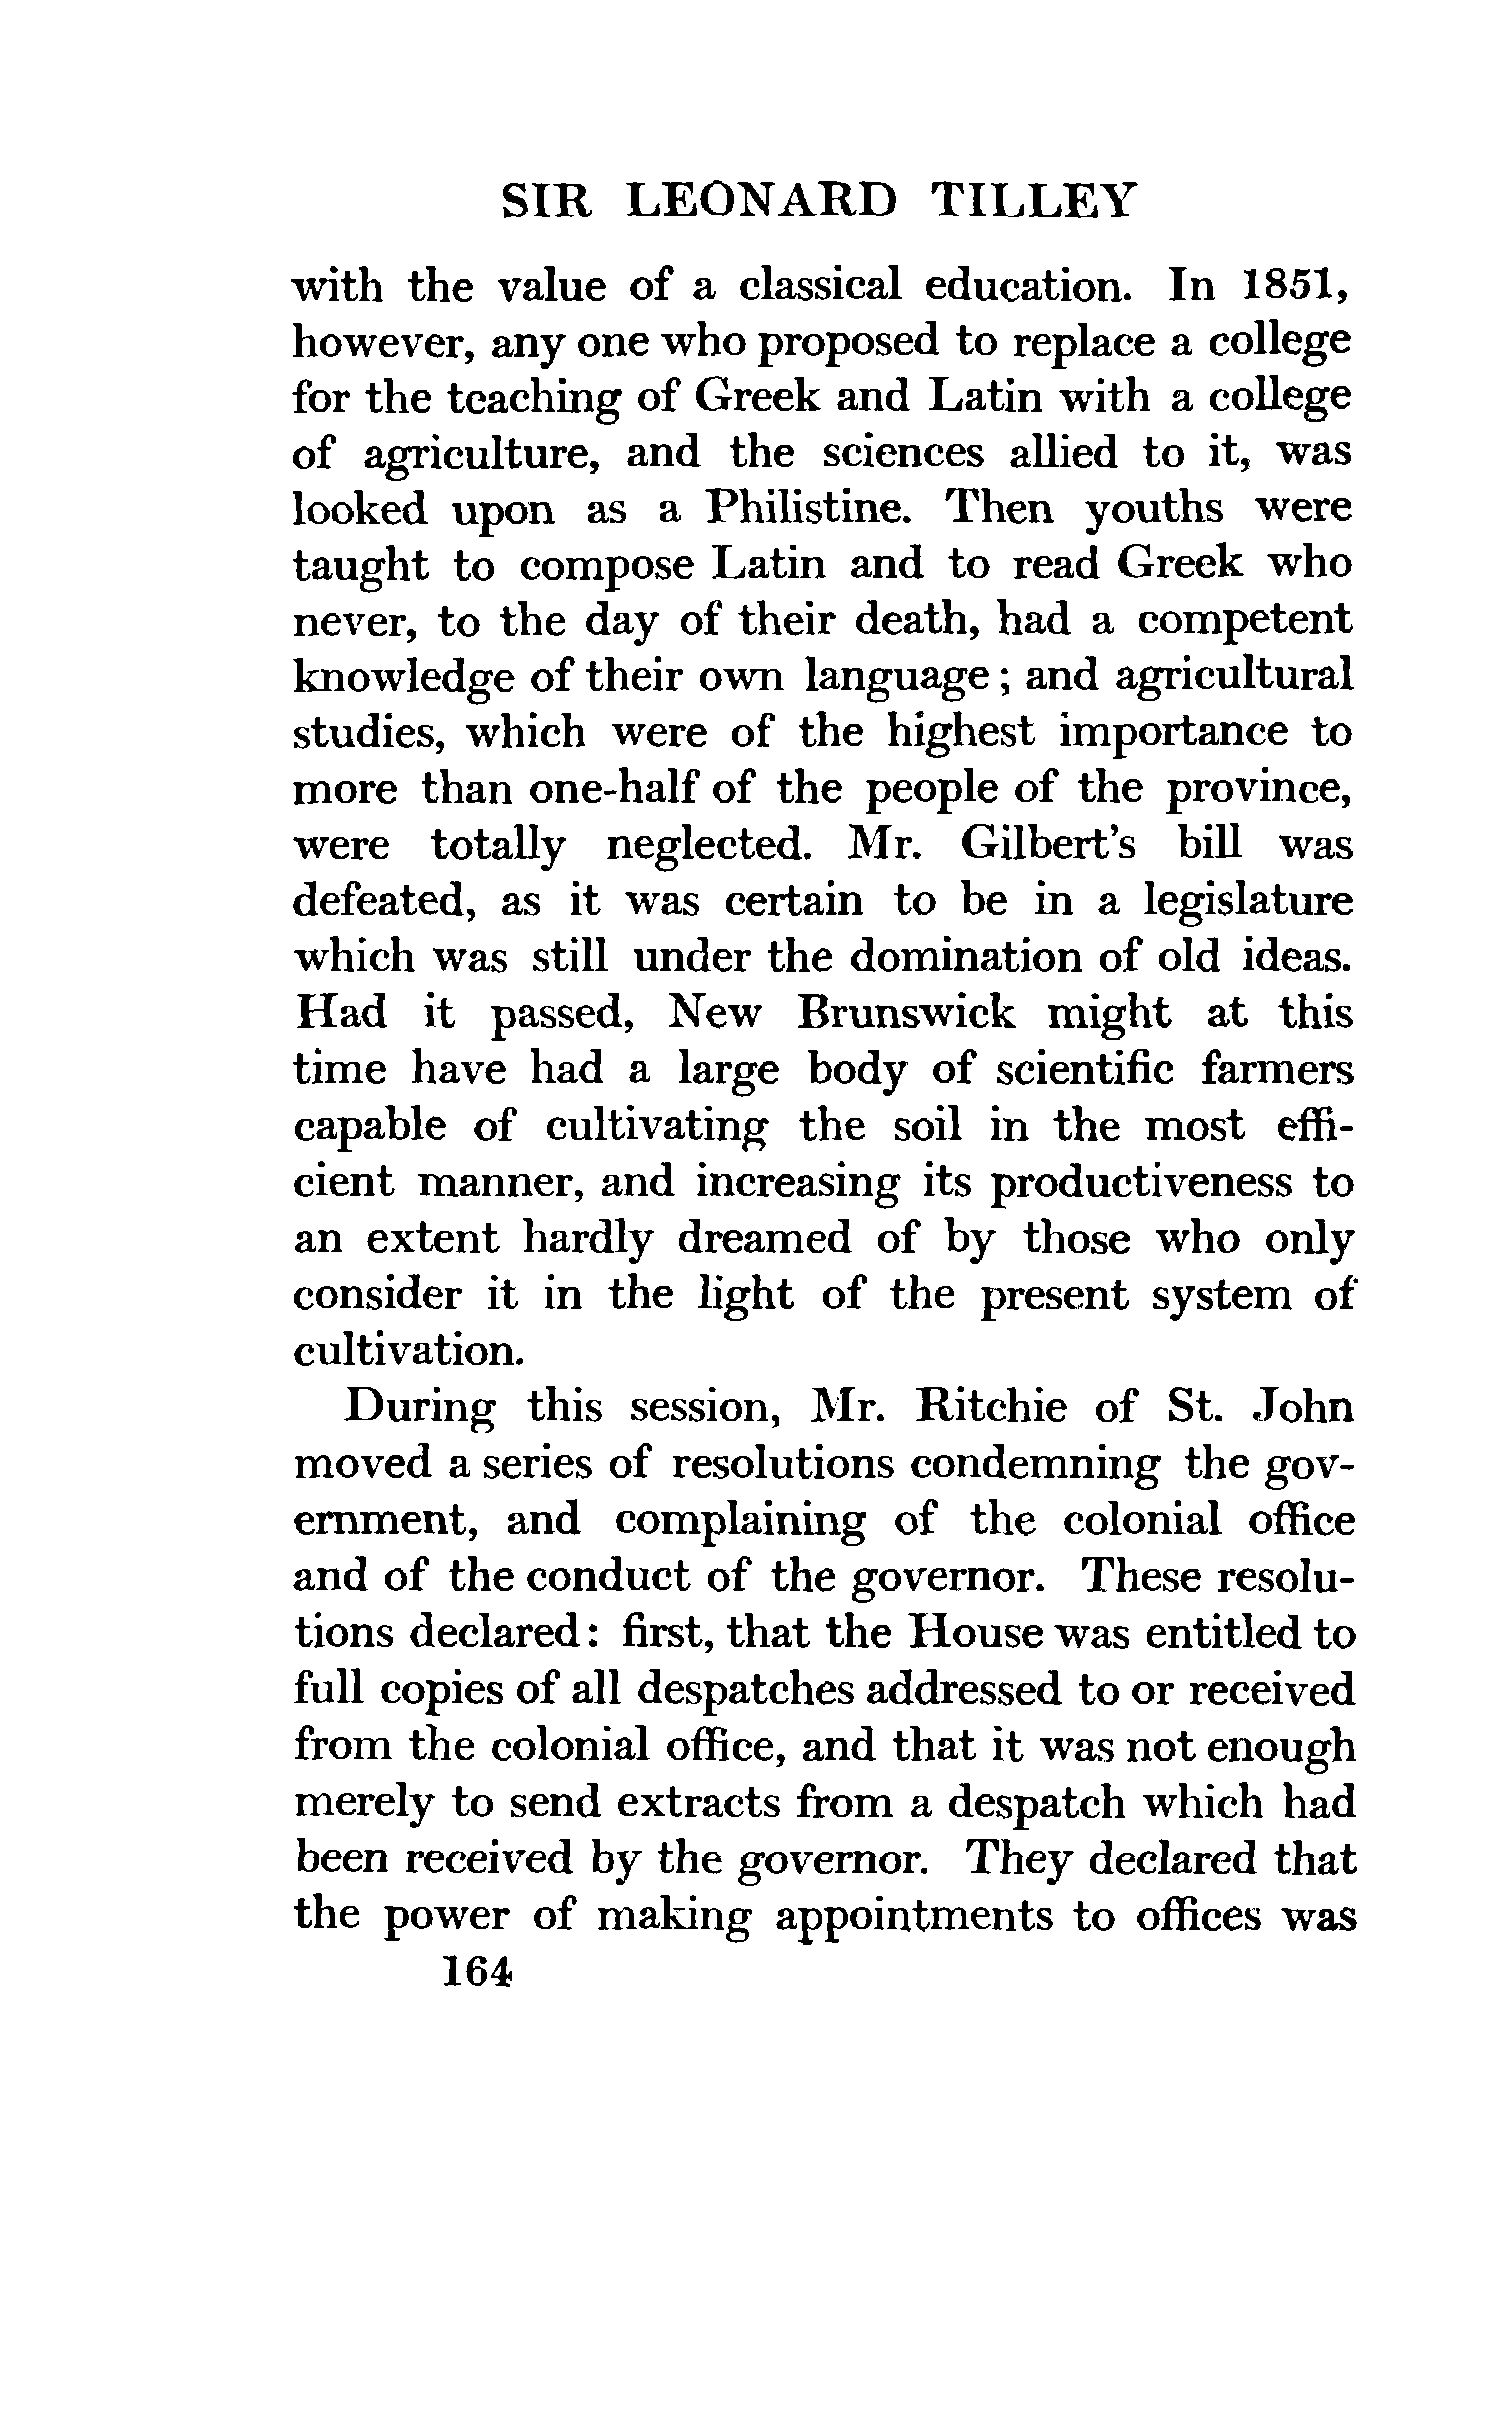 SIR LEONARD TILLEY
with the value of a classical education. In 1851,
however, any one who proposed to replace a college
for the teaching of Greek and Latin with a college
of agriculture, and the sciences allied to it, was
looked upon as a Philistine. Then youths were
taught to compose Latin and to read Greek who
never, to the day of their death, had a competent
knowledge of their own language; and agricultural
studies, which were of the highest importance to
more than one-half of the people of the province,
were totally neglected. Mr. Gilbert's bill was
defeated, as it was certain to be in a legislature
which was still under the domination of old ideas.
Had it passed, New Brunswick might at this
time have had a large body of scientific farmers
capable of cultivating the soil in the most effi-
cient manner, and increasing its productiveness to
an extent hardly dreamed of by those who only
consider it in the light of the present system of
cultivation.
During this session, Mr. Ritchie of St. John
moved a series of resolutions condemning the gov-
ernment, and complaining of the colonial office
and of the conduct of the governor. These resolu-
tions declared: first, that the House was entitled to
full copies of all despatches addressed to or received
from the colonial office, and that it was not enough
merely to send extracts from a despatch which had
been received by the governor. They declared that
the power of making appointments to offices was
164